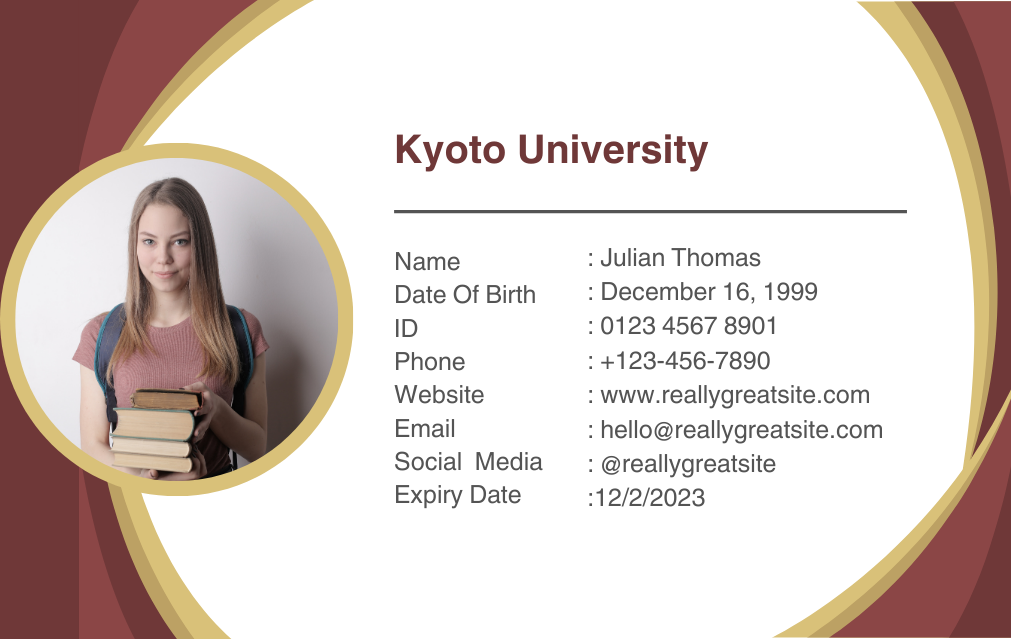 Kyoto University
Name : Julian Thomas
Date Of Birth : December 16, 1999
ID : 0123 4567 8901
Phone : +123-456-7890
Website : www.reallygreatsite.com
Email : hello@reallygreatsite.com
Social  Media : @reallygreatsite
Expiry Date :12/2/2023